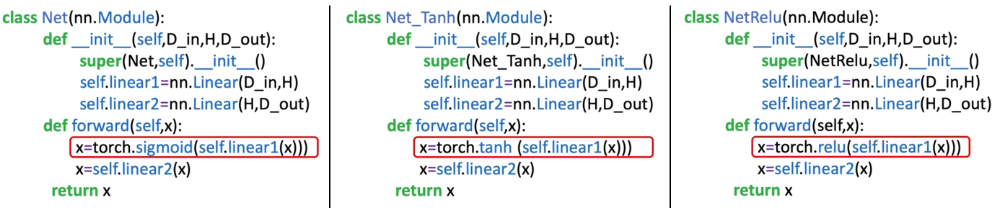 class Net(nn.Module):
def __init__(self,D_in,H,D_out):
super(Net,self).__init__()
self.linear1=nn.Linear(D_in,H)
self.linear2=nn.Linear(H,D_out)
def forward(self,x):
x=torch.sigmoid(self.linear1(x)))
x=self.linear2(x)
return x
class Net_Tanh(nn.Module):
def __init__(self,D_in,H,D_out):
super(Net_Tanh,self).__init__()
self.linear1=nn.Linear(D_in,H)
self.linear2=nn.Linear(H,D_out)
def forward(self,x):
x=torch.tanh (self.linear1(x)))
x=self.linear2(x)
return x
class NetRelu(nn.Module):
def __init__(self,D_in,H,D_out):
super(NetRelu,self).__init__()
self.linear1=nn.Linear(D_in,H)
self.linear2=nn.Linear(H,D_out)
def forward(self,x):
x=torch.relu(self.linear1(x)))
x=self.linear2(x)
return x